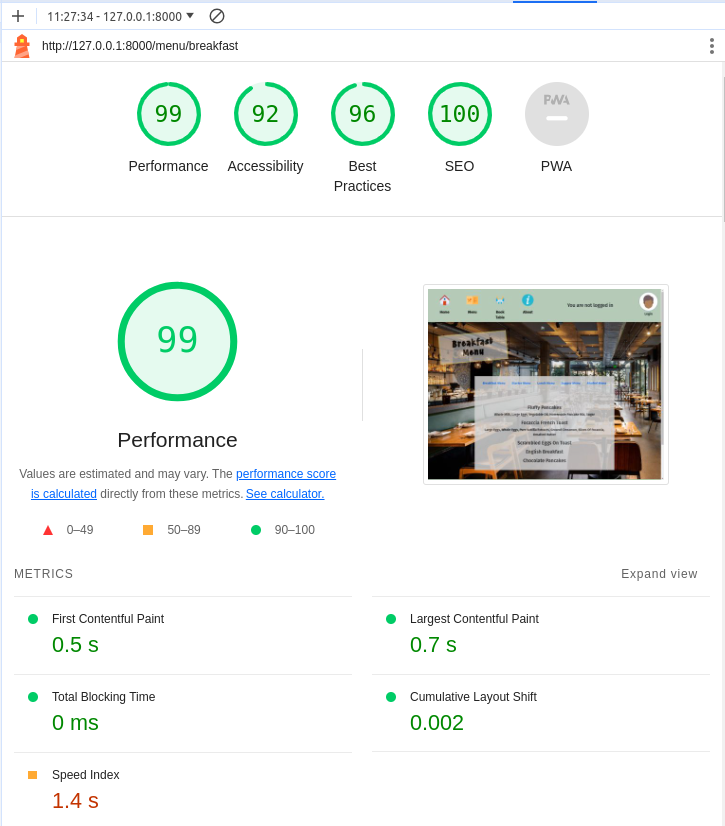 11:27:34 - 127.0.0.1:8000
http://127.0.0.1:8000/menu/breakfast
99
92
96
100
PWA
Performance
Accessibility
Best
Practices
SEO
PWA
99
Performance
Values are estimated and may vary. The performance score
is calculated directly from these metrics. See calculator.
0–49
50–89
90–100
Home
Menu
Book
Table
About
You are not logged in
Login
Breakfast
Menu
Fluffy Pancakes
French Toast
Scrambled Eggs On Toast
English Breakfast
Chocolate Pancakes
METRICS
Expand view
First Contentful Paint
0.5 s
Largest Contentful Paint
0.7 s
Total Blocking Time
0 ms
Cumulative Layout Shift
0.002
Speed Index
1.4 s